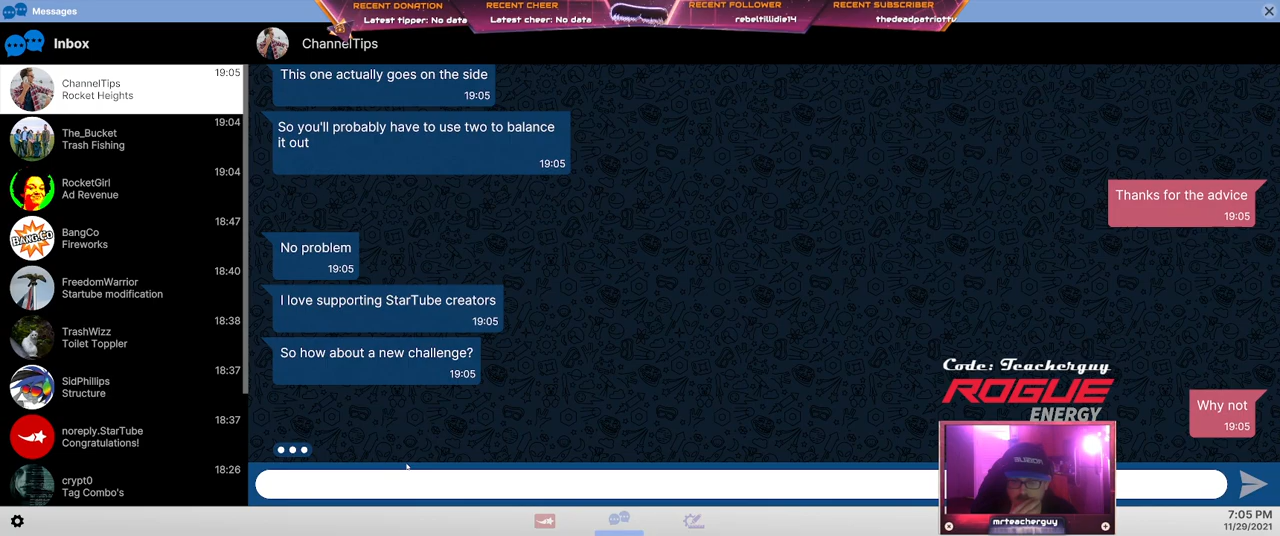 Messages
RECENT DONATION
Latest tipper: No data
RECENT CHEER
Latest cheer: No data
RECENT FOLLOWER
rebeltillidie14
RECENT SUBSCRIBER
thedeadpatriottv
Inbox
ChannelTips
ChannelTips
Rocket Heights
19:05
The_Bucket
Trash Fishing
19:04
RocketGirl
Ad Revenue
19:04
BANG.CO
BangCo
Fireworks
18:47
FreedomWarrior
Startube modification
18:40
TrashWizz
Toilet Toppler
18:38
SidPhillips
Structure
18:37
noreply.StarTube
Congratulations!
18:37
crypt0
Tag Combo's
18:26
This one actually goes on the side
19:05
So you'll probably have to use two to balance
it out
19:05
Thanks for the advice
19:05
No problem
19:05
I love supporting StarTube creators
19:05
So how about a new challenge?
19:05
Why not
19:05
Code: Teacherguy
ROGUE
ENERGY
mrteacherguy
7:05 PM
11/29/2021